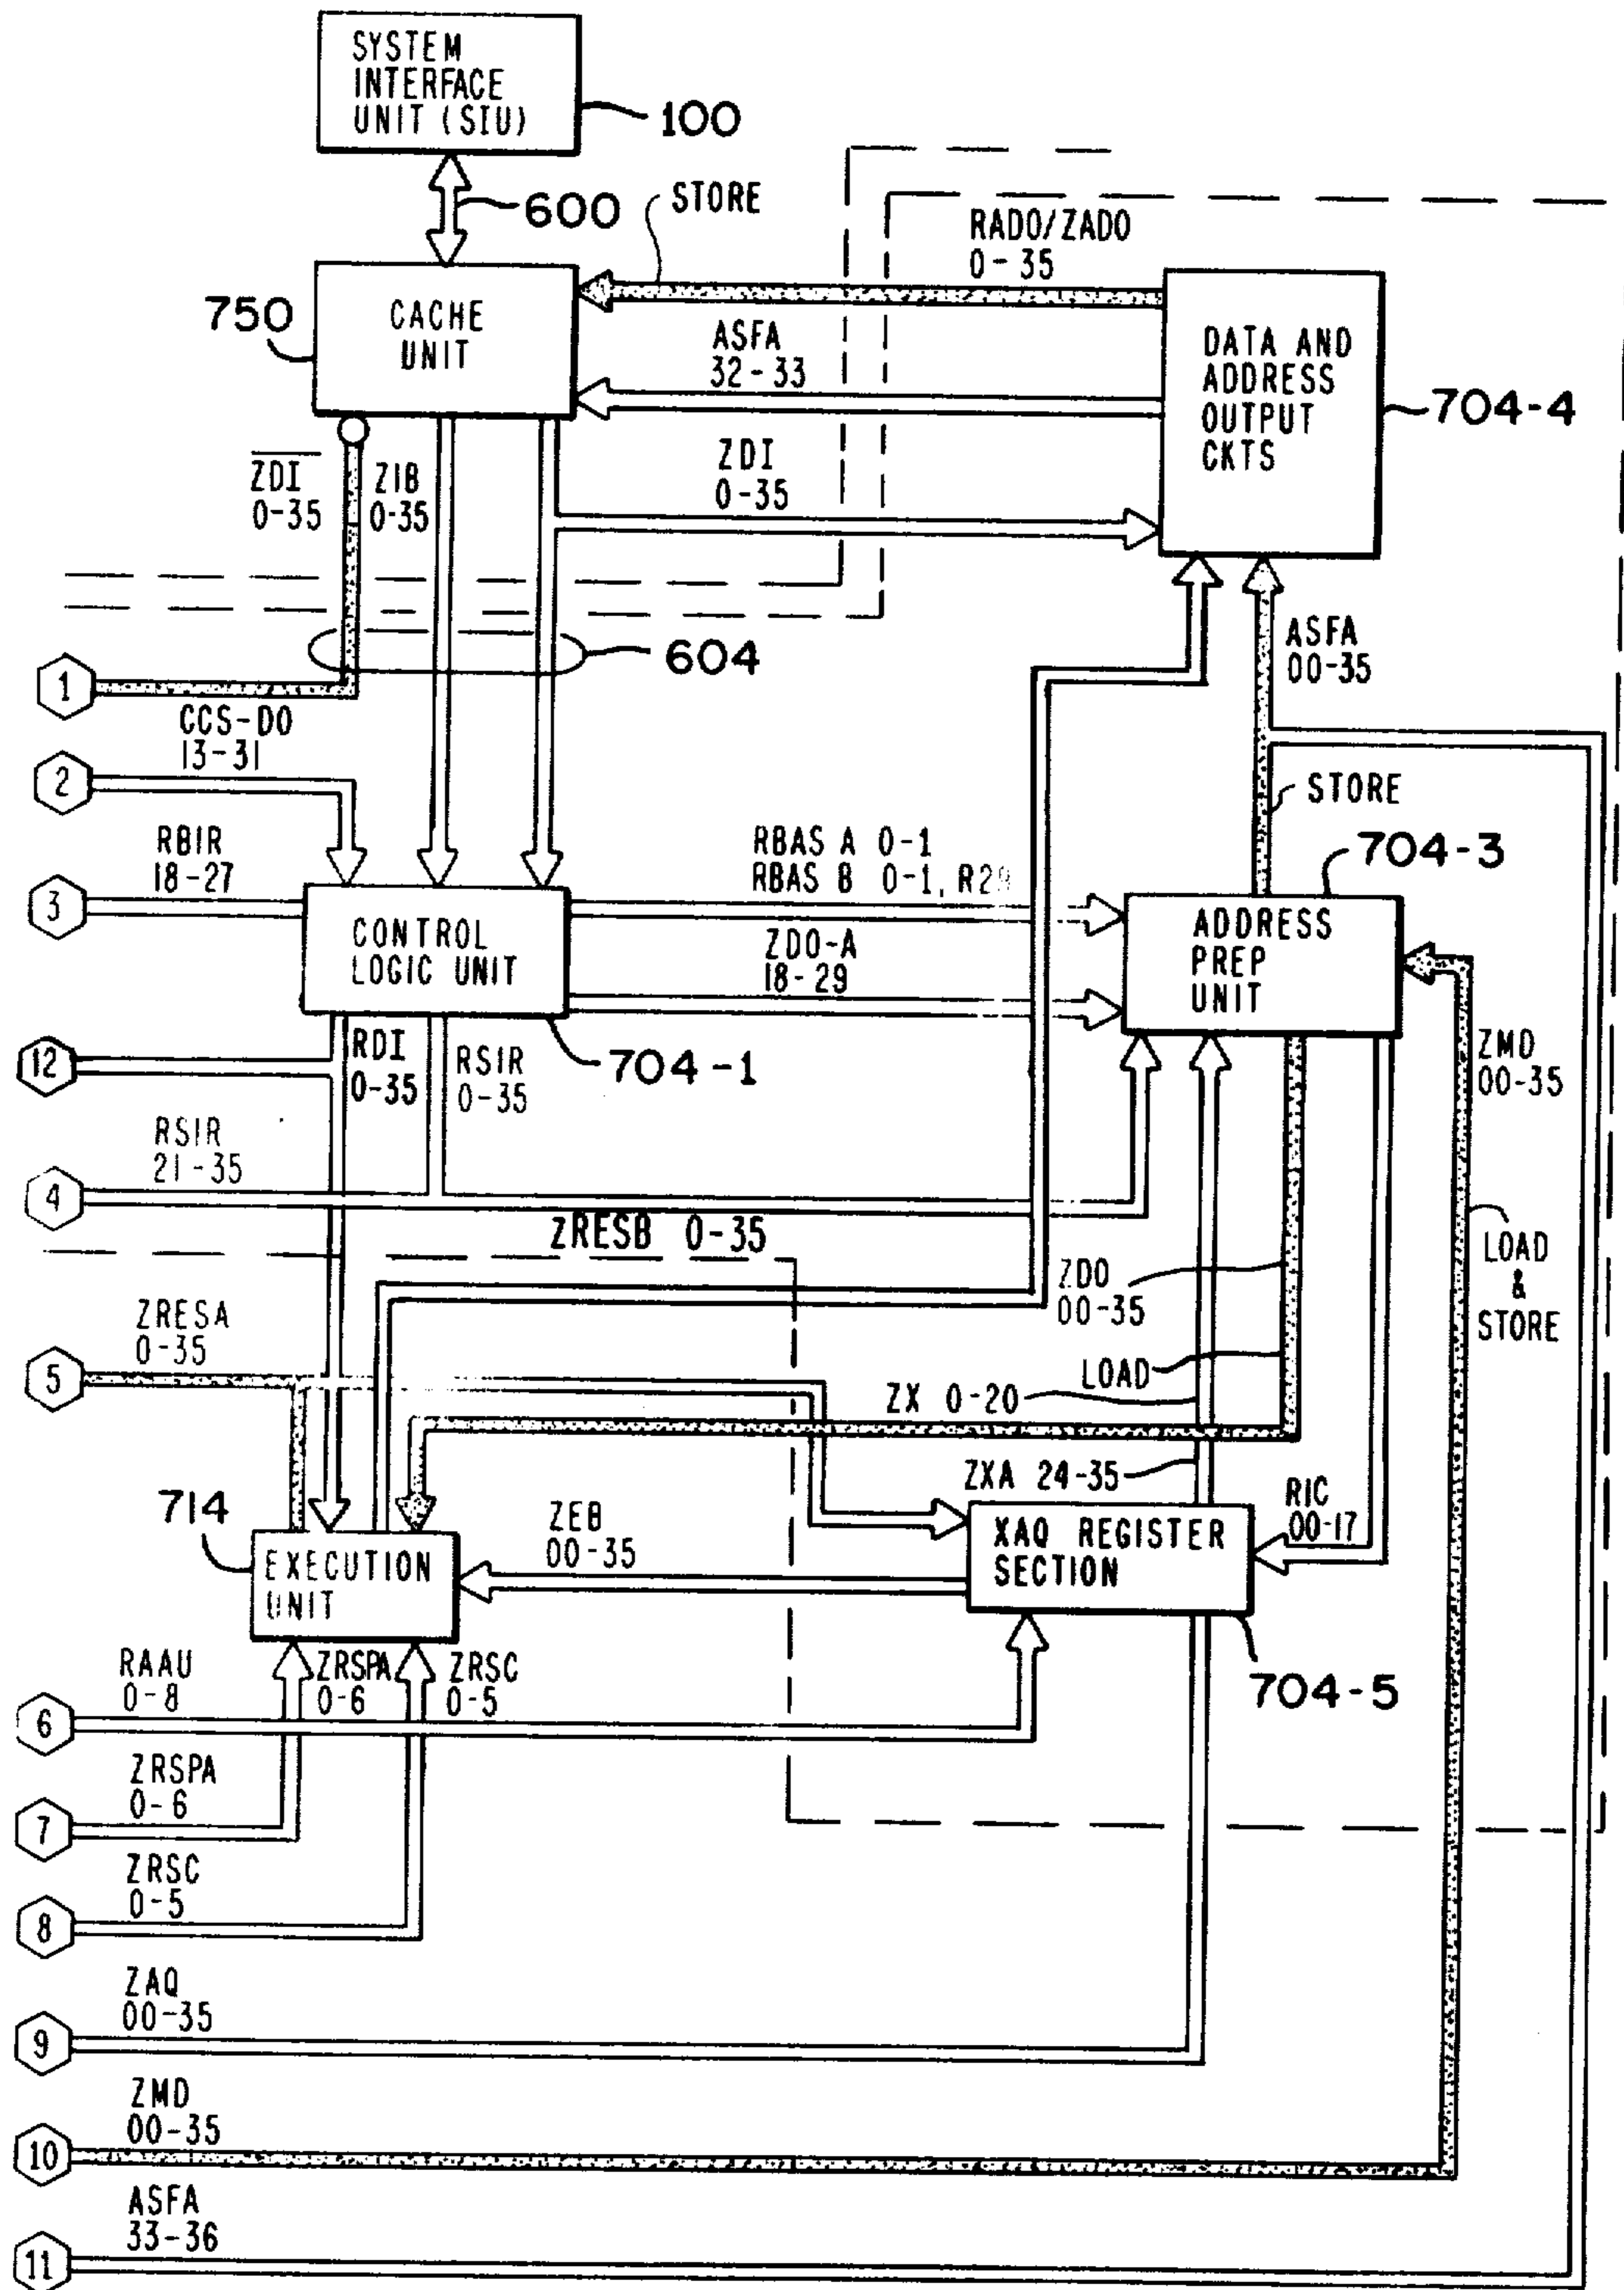 SYSTEM
INTERFACE
UNIT (SIU)
100
600
STORE
RADO/ZADO
0-35
750
CACHE
UNIT
ASFA
32-33
DATA AND
ADDRESS
OUTPUT
CKTS
704-4
ZDI
0-35
ZIB
0-35
ZDI
0-35
604
ASFA
00-35
1
CCS-DO
13-31
2
STORE
RBIR
18-27
3
RBAS A 0-1
RBAS B 0-1, R29
704-3
CONTROL
LOGIC UNIT
ZDO-A
18-29
ADDRESS
PREP
UNIT
12
RDI
0-35
RSIR
0-35
704-1
ZMD
00-35
RSIR
21-35
4
ZRESB 0-35
LOAD
&
STORE
ZDO
00-35
ZRESA
0-35
5
LOAD
ZX 0-20
ZXA 24-35
RIC
00-17
714
EXECUTION
UNIT
ZEB
00-35
XAQ REGISTER
SECTION
704-5
RAAU
0-8
ZRSPA
0-6
ZRSC
0-5
6
ZRSPA
0-6
7
ZRSC
0-5
8
ZAQ
00-35
9
ZMD
00-35
10
ASFA
33-36
11